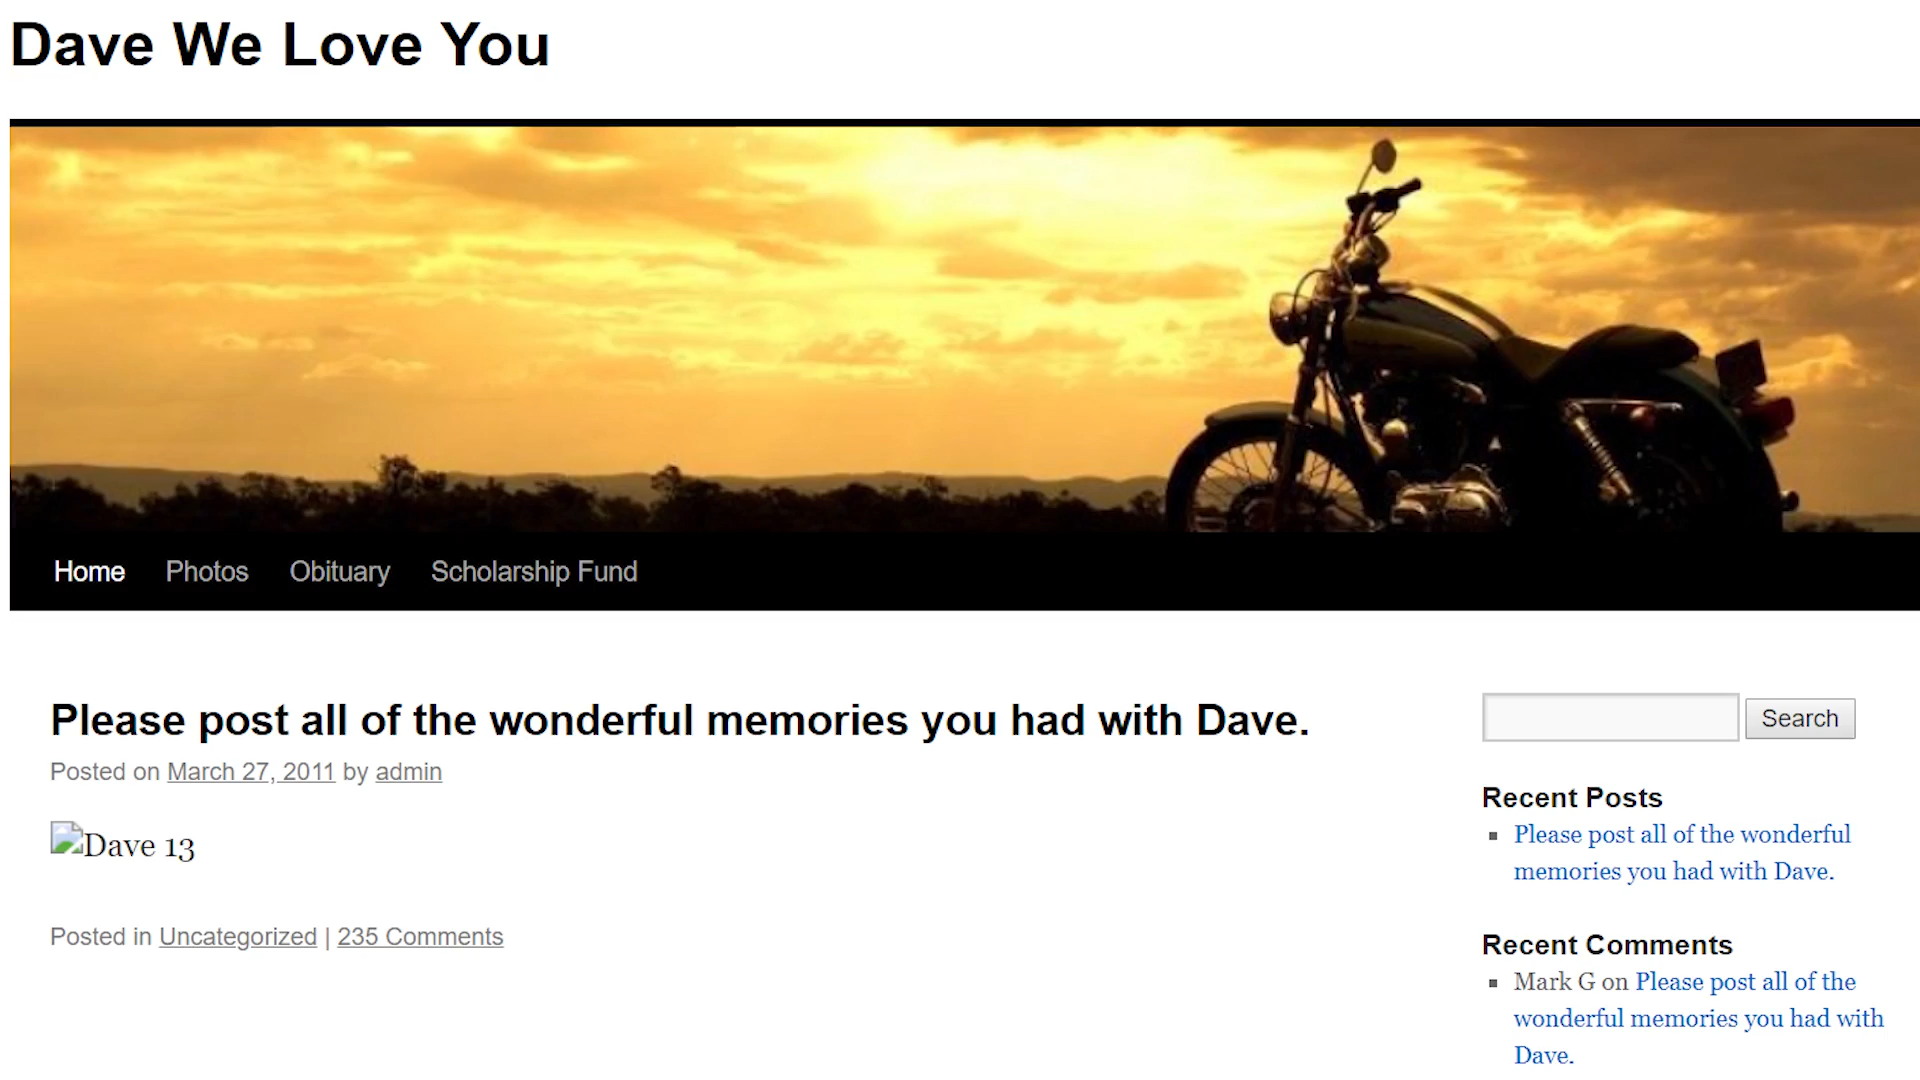 Dave We Love You
Home Photos Obituary Scholarship Fund
Please post all of the wonderful memories you had with Dave.
Posted on March 27, 2011 by admin
Dave 13
Posted in Uncategorized | 235 Comments
Search
Recent Posts
Please post all of the wonderful
memories you had with Dave.
Recent Comments
Mark G on Please post all of the
wonderful memories you had with
Dave.